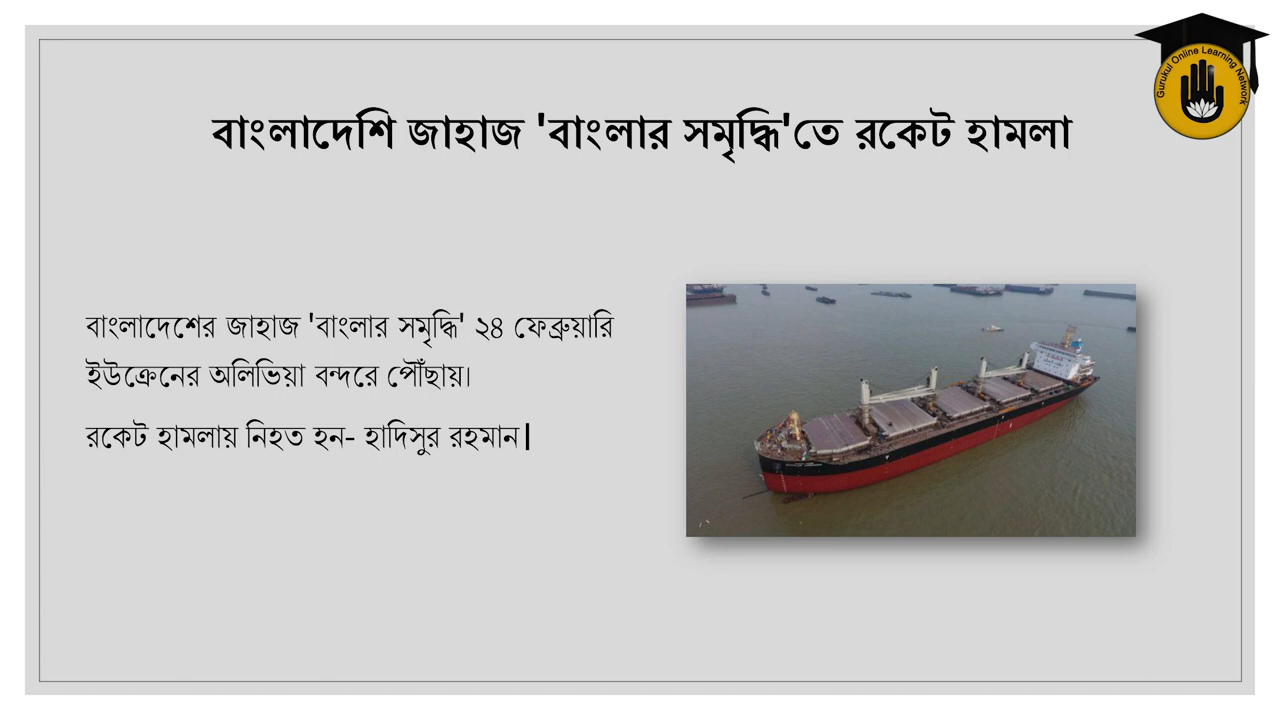 বাংলাদেশি জাহাজ 'বাংলার সমৃদ্ধি'তে রকেট হামলা
Gurukul Online Learning Network
বাংলাদেশের জাহাজ 'বাংলার সমৃদ্ধি' ২৪ ফেব্রুয়ারি
ইউক্রেনের অলিভিয়া বন্দরে পৌঁছায়।
রকেট হামলায় নিহত হন- হাদিসুর রহমান|